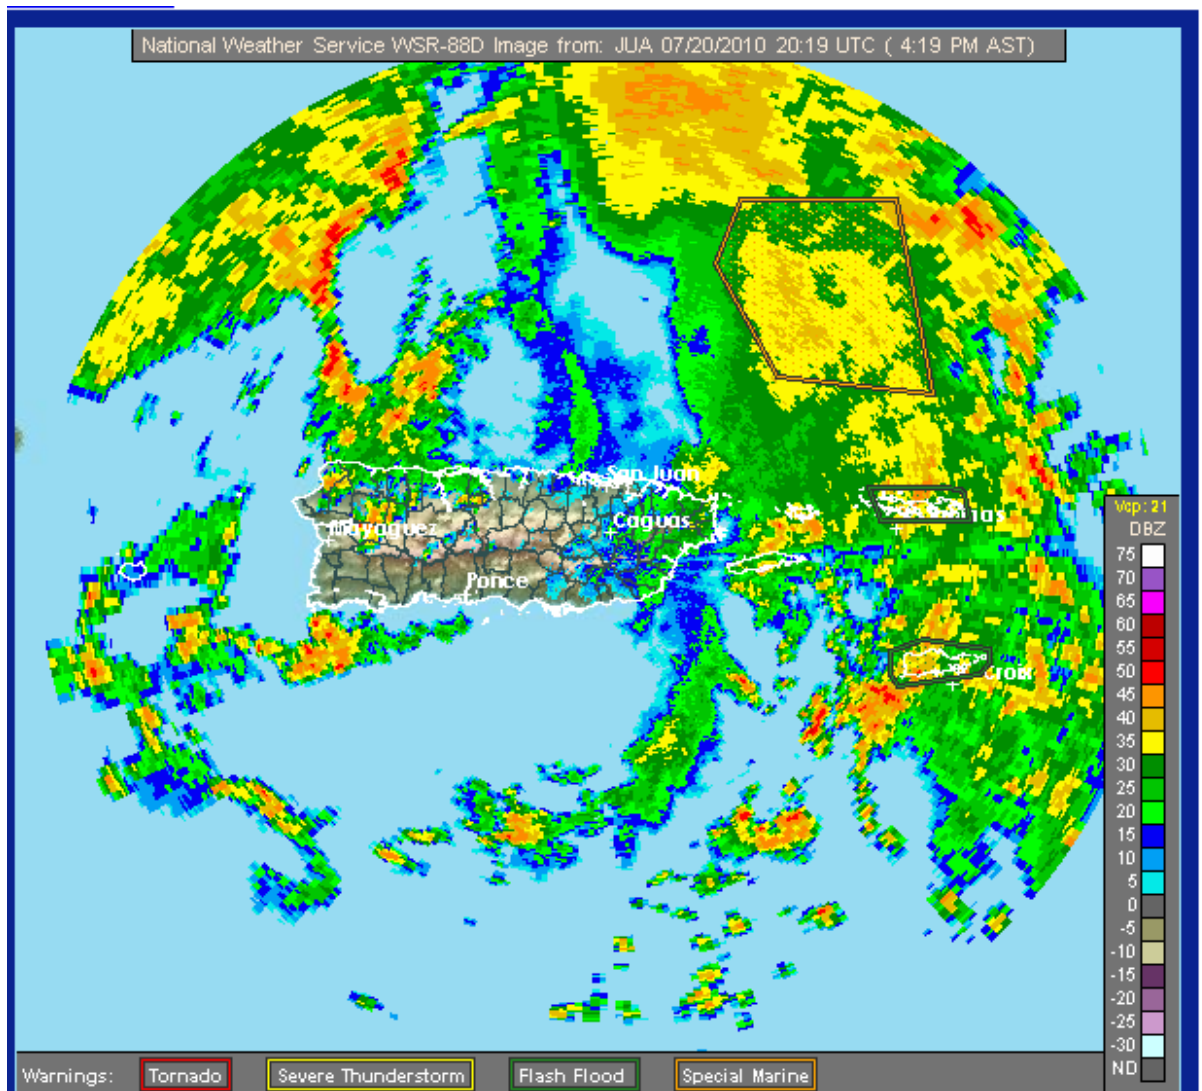 National Weather Service WSR-88D Image from: JUA 07/20/2010 20:19 UTC ( 4:19 PM AST)
San Juan
Caguas
Mayaguez
Ponce
Croix
Vcp: 21
DBZ
75
70
65
60
55
50
45
40
35
30
25
20
15
10
5
0
-5
-10
-15
-20
-25
-30
ND
Warnings: Tornado Severe Thunderstorm Flash Flood Special Marine